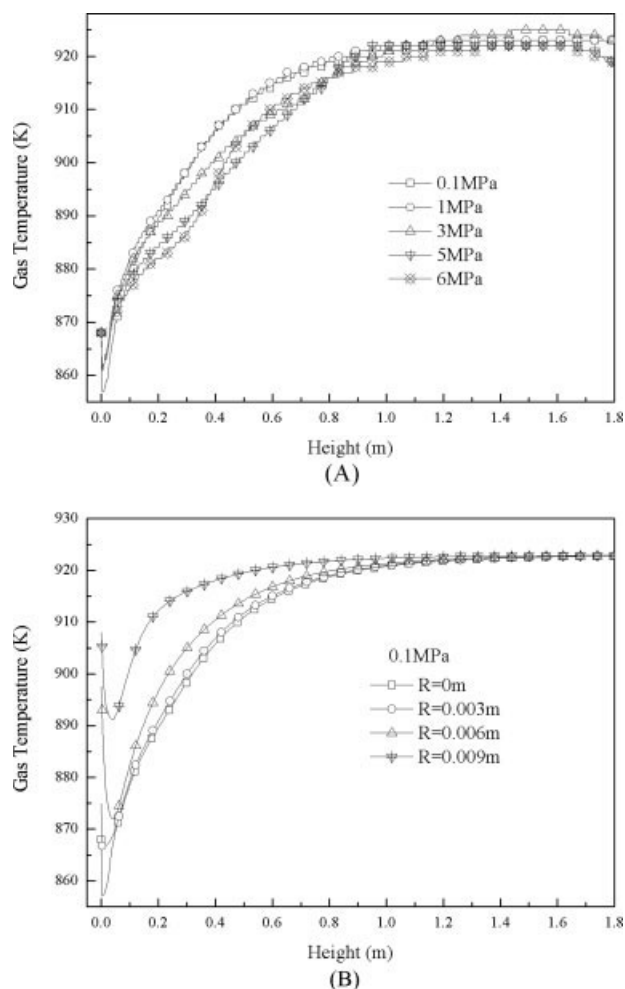 920
910
900
890
880
870
860
Gas Temperature (K)
0.1MPa
1MPa
3MPa
5MPa
6MPa
0.0 0.2 0.4 0.6 0.8 1.0 1.2 1.4 1.6 1.8
Height (m)
(A)
930
920
910
900
890
880
870
860
Gas Temperature (K)
0.1MPa
R=0m
R=0.003m
R=0.006m
R=0.009m
0.0 0.2 0.4 0.6 0.8 1.0 1.2 1.4 1.6 1.8
Height (m)
(B)